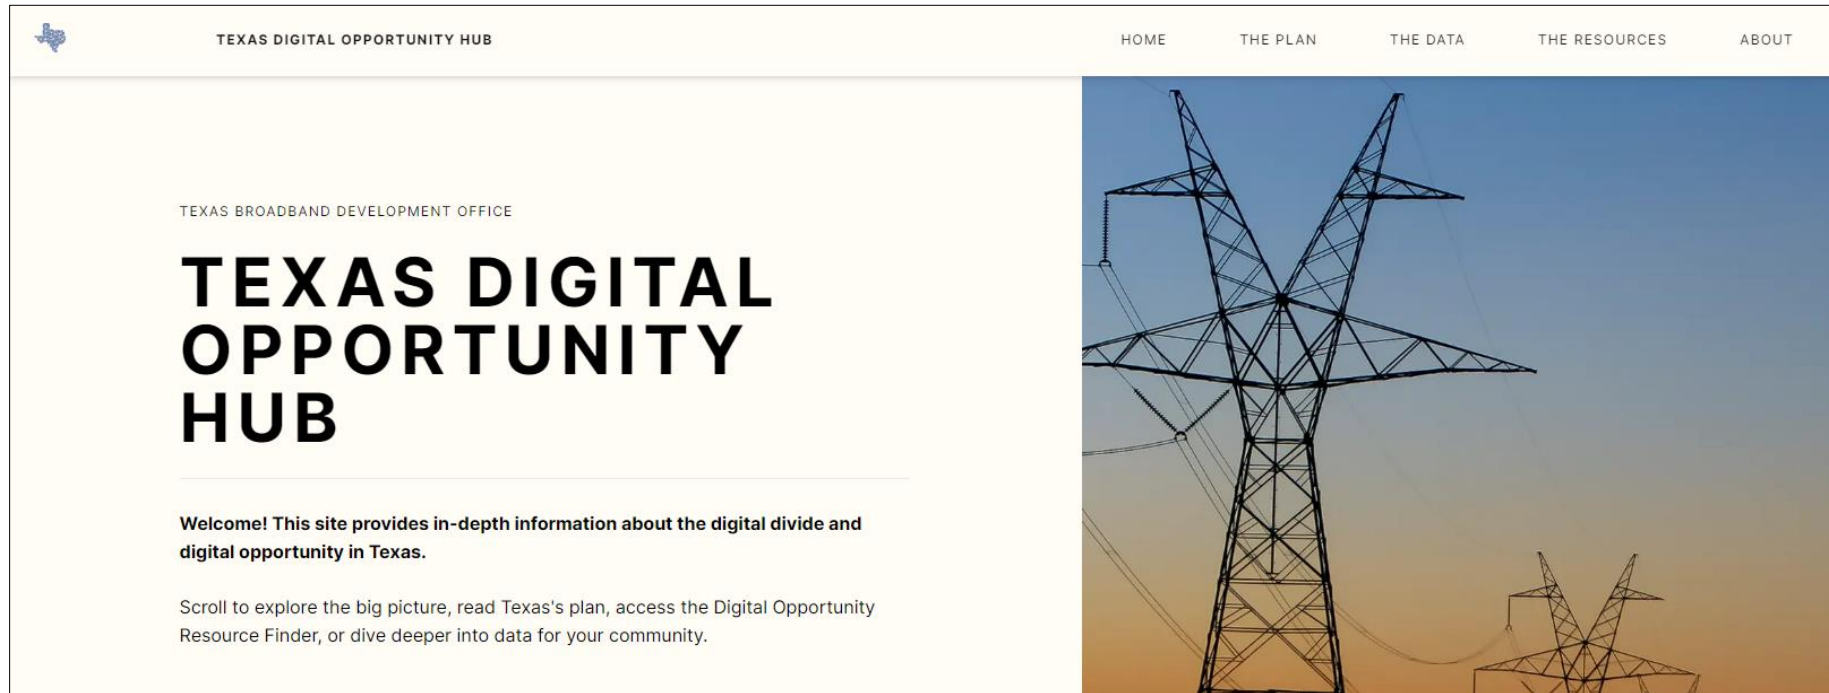 TEXAS DIGITAL OPPORTUNITY HUB
HOME
THE PLAN
THE DATA
THE RESOURCES
ABOUT
TEXAS BROADBAND DEVELOPMENT OFFICE
TEXAS DIGITAL
OPPORTUNITY
HUB
Welcome! This site provides in-depth information about the digital divide and
digital opportunity in Texas.
Scroll to explore the big picture, read Texas's plan, access the Digital Opportunity
Resource Finder, or dive deeper into data for your community.